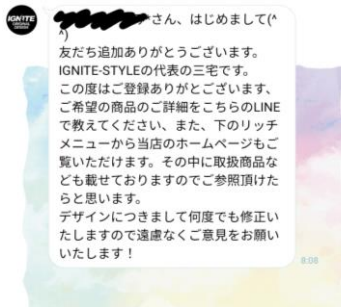 IGNITE
さん、はじめまして(^
^)
友だち追加ありがとうございます。
IGNITE-STYLEの代表の三宅です。
この度はご登録ありがとございます、
ご希望の商品のご詳細をこちらのLINE
で教えてください、また、下のリッチ
メニューから当店のホームページもご
覧いただけます。その中に取扱商品な
ども載せておりますのでご参照頂けた
らと思います。
デザインにつきまして何度でも修正い
たしますので遠慮なくご意見をお願い
いたします！
9:08